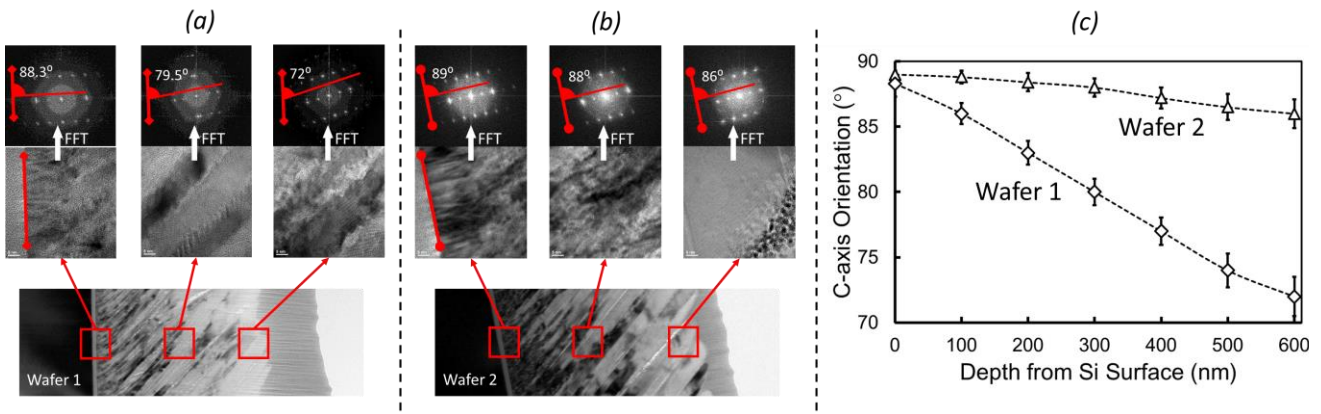 (a)
88.3°
79.5°
72°
FFT
FFT
FFT
Wafer 1
(b)
89°
88°
86°
FFT
FFT
FFT
Wafer 2
(c)
C-axis Orientation (°)
90
85
80
75
70
Wafer 2
Wafer 1
0 100 200 300 400 500 600
Depth from Si Surface (nm)